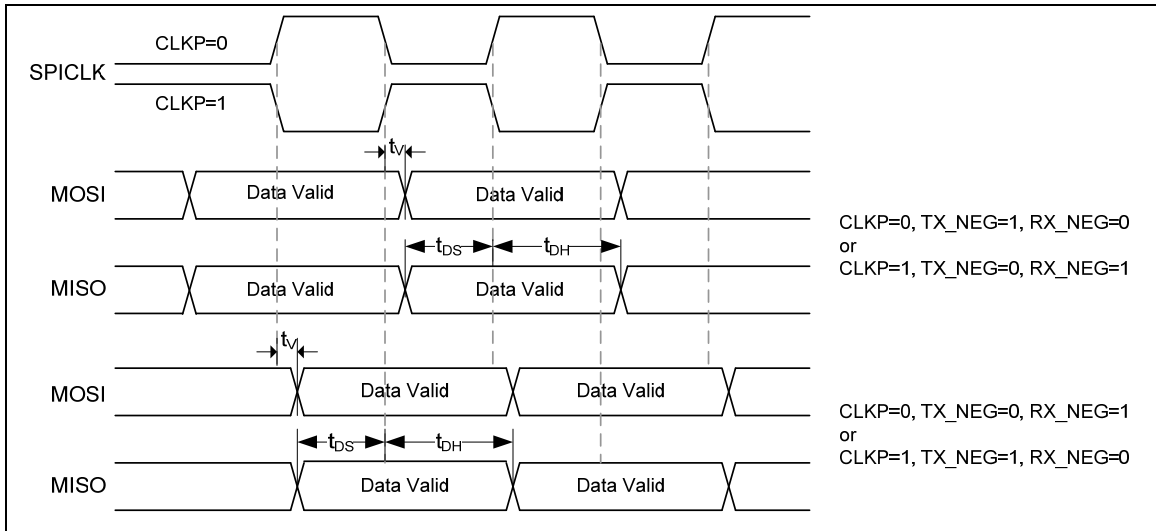 CLKP=0
SPICLK
CLKP=1
tV
MOSI
Data Valid
Data Valid
CLKP=0, TX_NEG=1, RX_NEG=0
or
CLKP=1, TX_NEG=0, RX_NEG=1
tDS
tDH
MISO
Data Valid
Data Valid
tV
MOSI
Data Valid
Data Valid
CLKP=0, TX_NEG=0, RX_NEG=1
or
CLKP=1, TX_NEG=1, RX_NEG=0
tDS
tDH
MISO
Data Valid
Data Valid